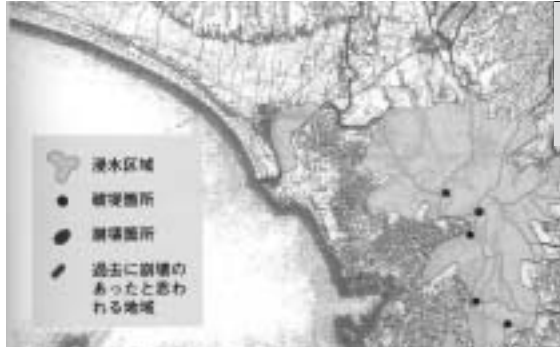 浸水区域
破堤箇所
崩壊箇所
過去に崩壊の
あったと思わ
れる地域